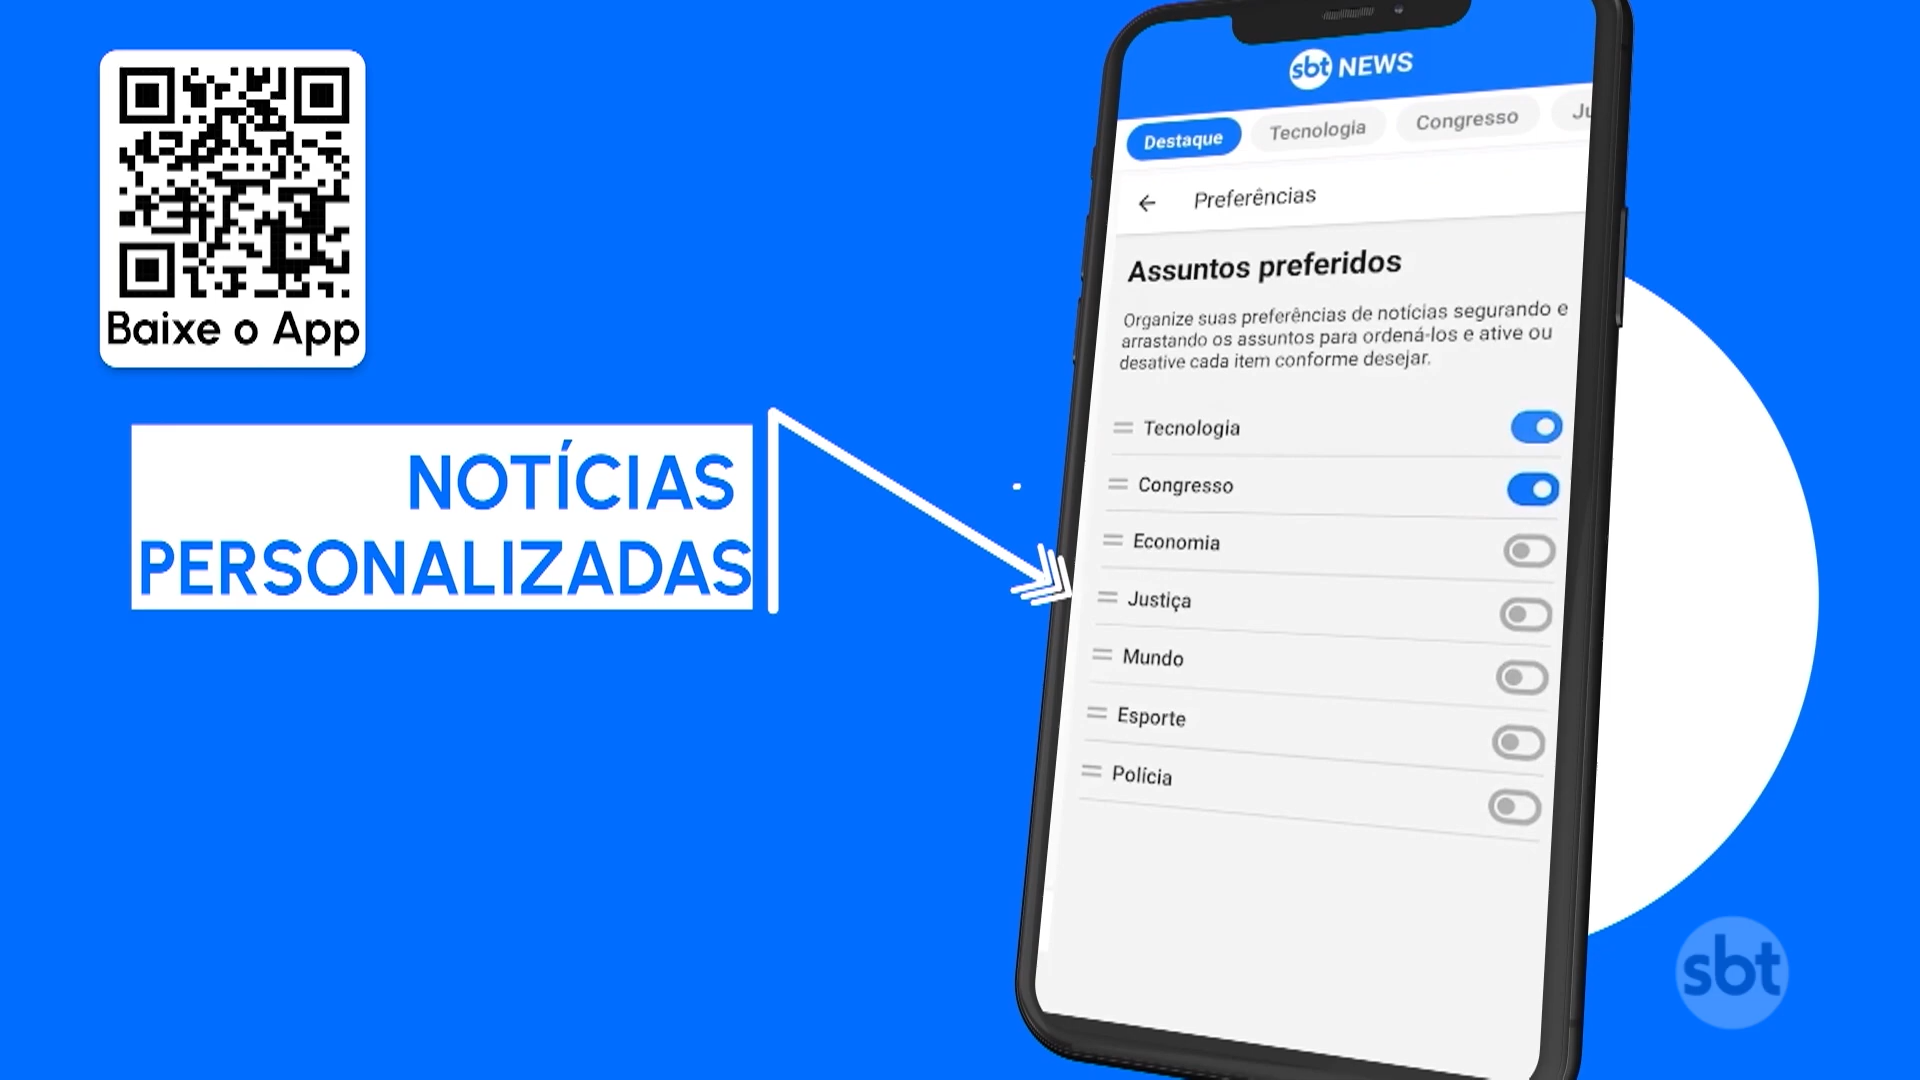 Baixe o App
NOTÍCIAS
PERSONALIZADAS
sbt NEWS
Destaque Tecnologia Congresso Ju
Preferências
Assuntos preferidos
Organize suas preferências de notícias segurando e
arrastando os assuntos para ordená-los e ative ou
desative cada item conforme desejar.
Tecnologia
Congresso
Economia
Justiça
Mundo
Esporte
Polícia
sbt